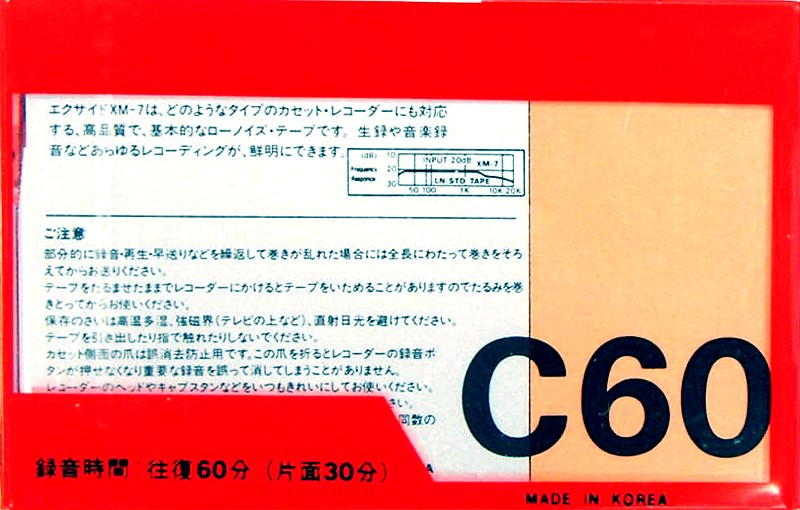 エクサイドXM-7は、どのようなタイプのカセット・レコーダーにも対応
する、高品質で、基本的なローノイズ・テープです。生録や音楽録
音などあらゆるレコーディングが、鮮明にできます。
(dB) 10 INPUT 20dB XM-7
Frequency 20
Response 30 LN STD TAPE
50 100 1K 10K 20K
ご注意
部分的に録音・再生・早送りなどを繰返して巻きが乱れた場合には全長にわたって巻きをそろ
えてからお送りください。
テープをたるませたままでレコーダーにかけるとテープをいためることがありますのでたるみを巻
きとってからお使いください。
保存のさいは高温多湿、強磁界（テレビの上など）、直射日光を避けてください。
テープを引き出したり指で触れたりしないでください。
カセット側面の爪は誤消去防止用です。この爪を折るとレコーダーの録音ボ
タンが押せなくなり重要な録音を誤って消してしまうことがありません。
レコーダーのヘッドやキャプスタンなどをいつもきれいにしてお使いください。
さい。
同数の
A
C60
録音時間 往復60分（片面30分）
MADE IN KOREA